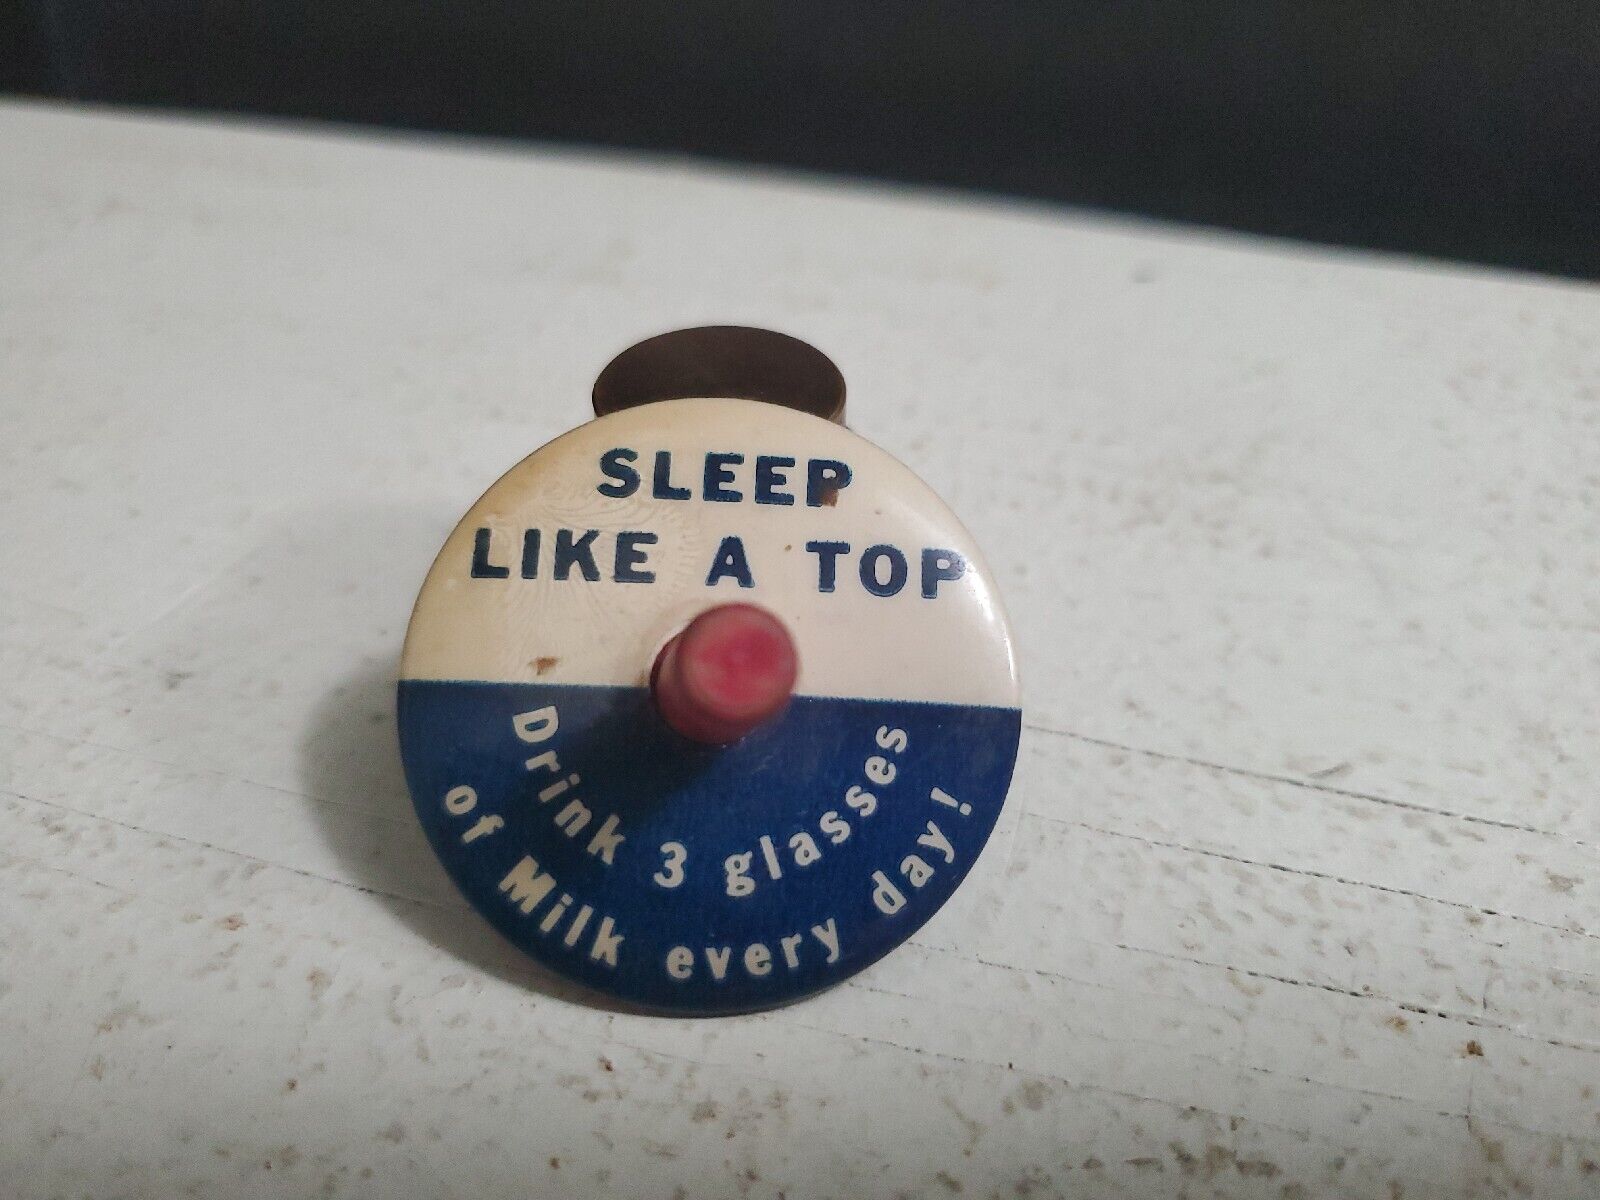 SLEEP
LIKE A TOP
Drink 3 glasses
of Milk every day!